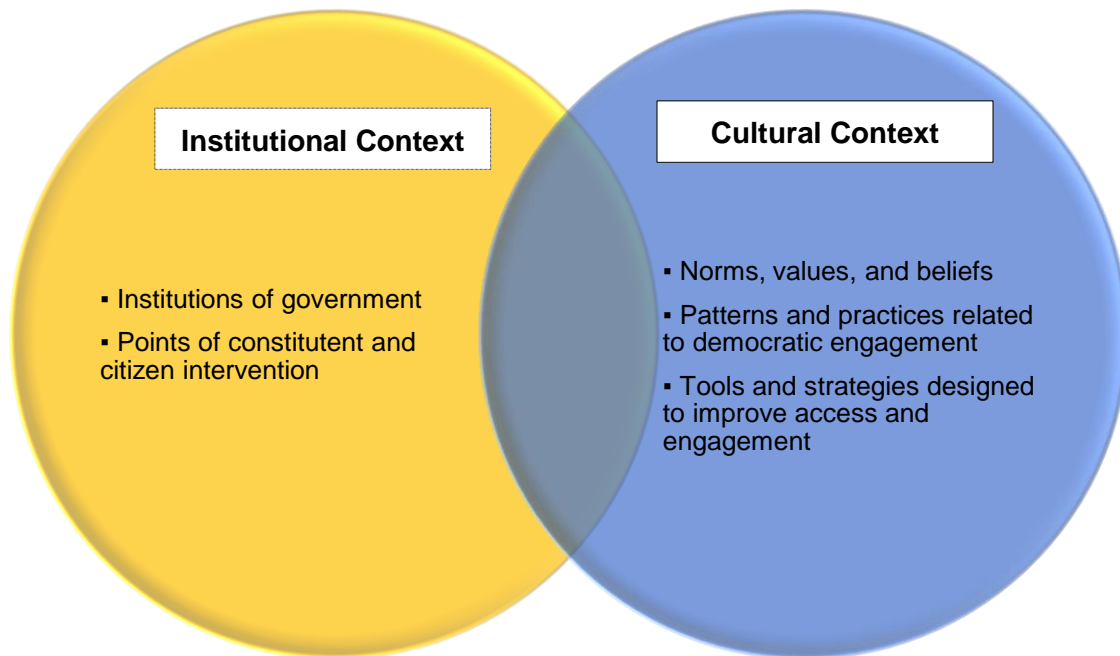 Institutional Context
▪ Institutions of government
▪ Points of constitutent and
citizen intervention
Cultural Context
▪ Norms, values, and beliefs
▪ Patterns and practices related
to democratic engagement
▪ Tools and strategies designed
to improve access and
engagement